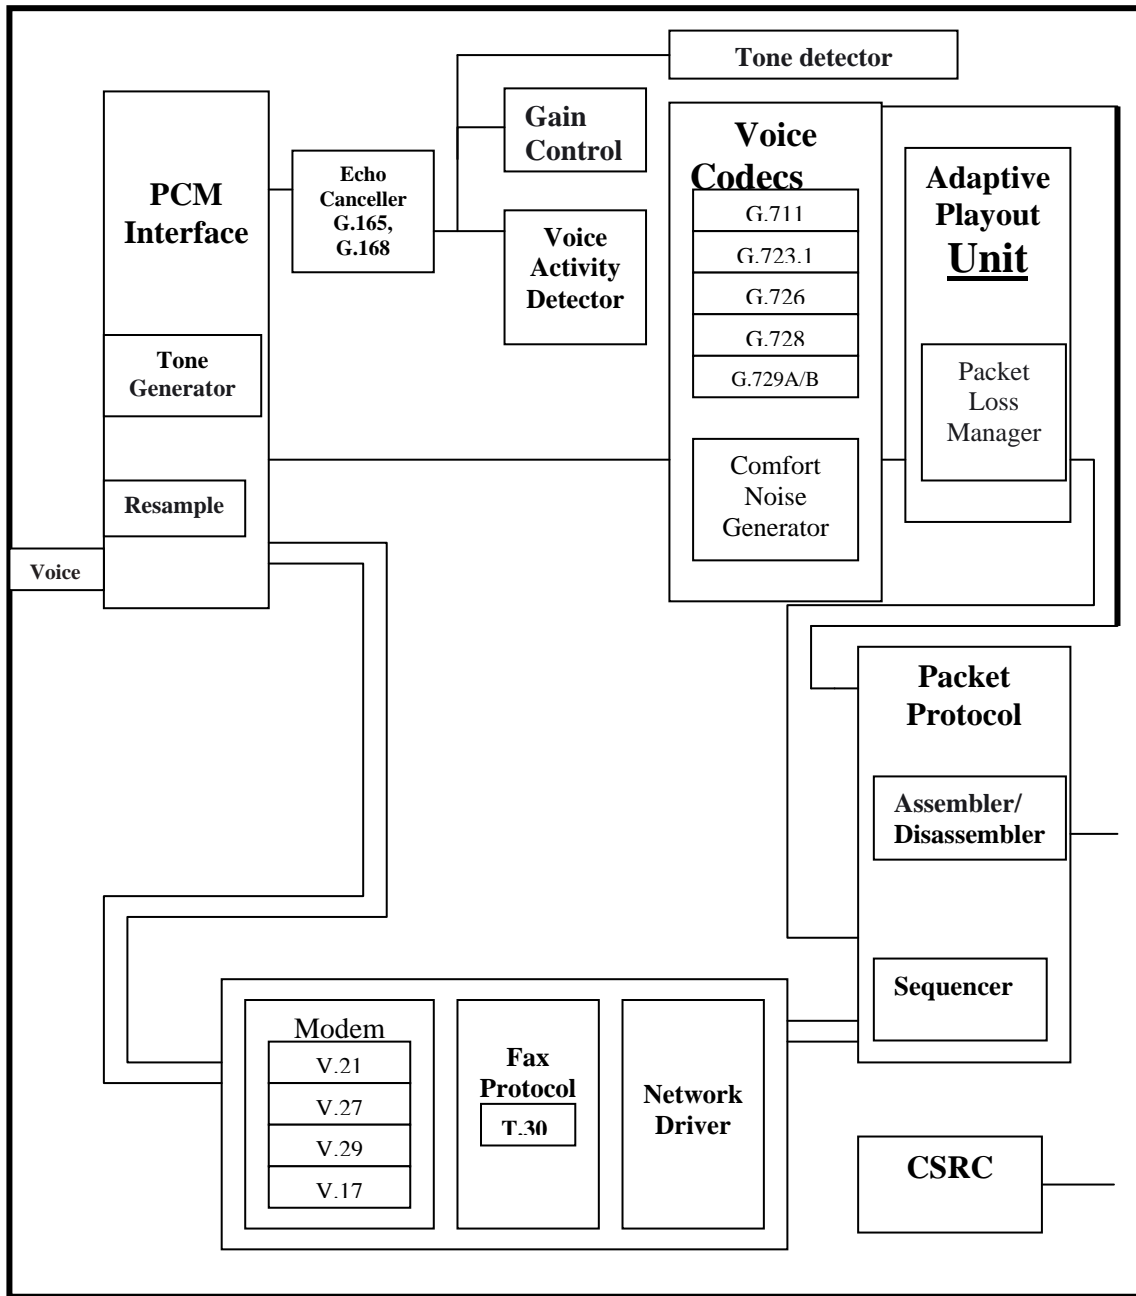 Tone detector
Gain
Control
Voice
Codecs
PCM
Interface
Echo
Canceller
G.165,
G.168
Adaptive
Playout
Unit
G.711
G.723.1
G.726
G.728
G.729A/B
Voice
Activity
Detector
Tone
Generator
Packet
Loss
Manager
Comfort
Noise
Generator
Resample
Voice
Packet
Protocol
Assembler/
Disassembler
Sequencer
Modem
V.21
V.27
V.29
V.17
Fax
Protocol
T.30
Network
Driver
CSRC